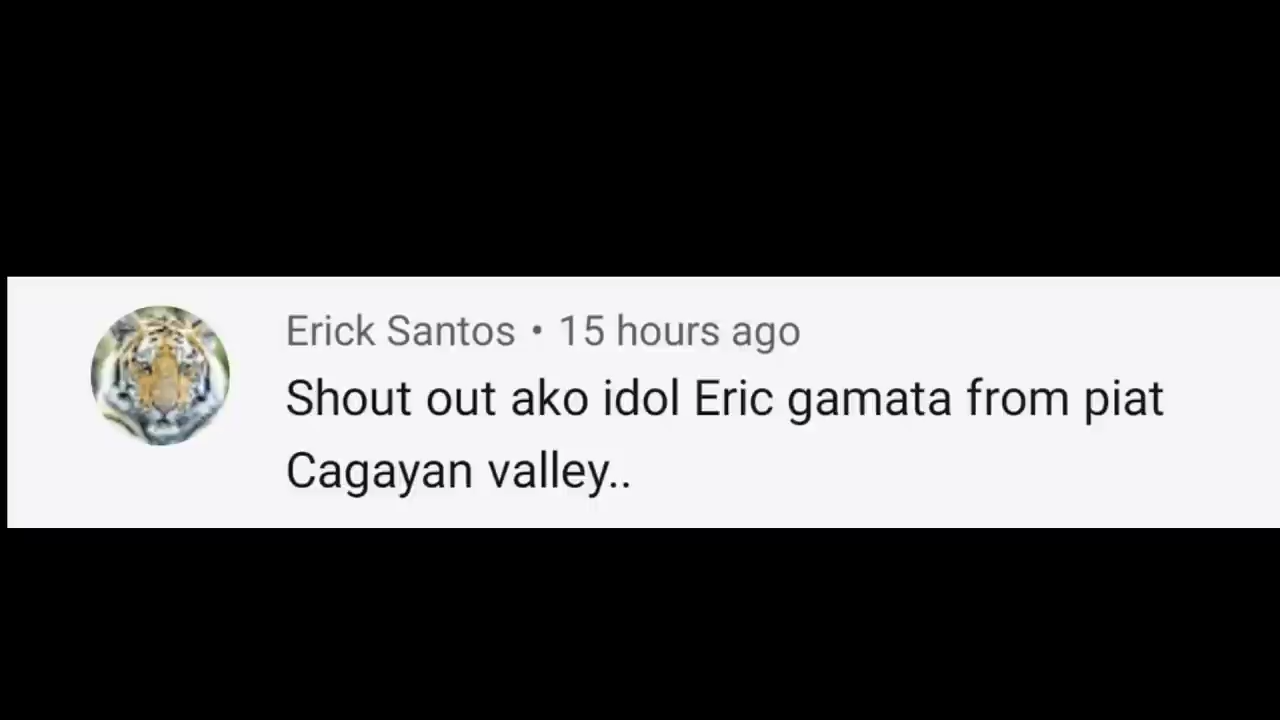 Erick Santos • 15 hours ago
Shout out ako idol Eric gamata from piat
Cagayan valley..